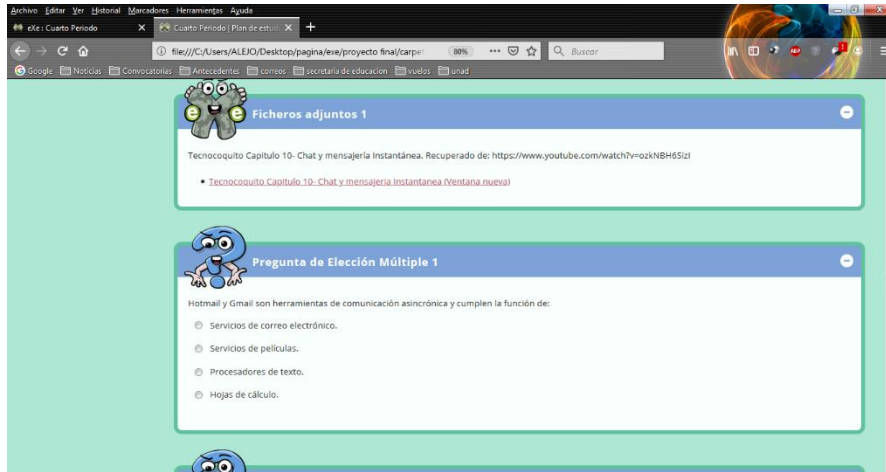 Archivo Editar Ver Historial Marcadores Herramientas Ayuda
eXe : Cuarto Periodo
Cuarto Periodo | Plan de estudi
file:///C:/Users/ALEJO/Desktop/pagina/exe/proyecto final/carpet
80%
Buscar
Google Noticias Convocatorias Antecedentes correos secretaria de educacion vuelos unad
Ficheros adjuntos 1
Tecnocoquito Capitulo 10- Chat y mensajería Instantánea. Recuperado de: https://www.youtube.com/watch?v=ozkNBH6SizI
Tecnocoquito Capitulo 10- Chat y mensajeria Instantanea (Ventana nueva)
Pregunta de Elección Múltiple 1
Hotmail y Gmail son herramientas de comunicación asincrónica y cumplen la función de:
Servicios de correo electrónico.
Servicios de películas.
Procesadores de texto.
Hojas de cálculo.